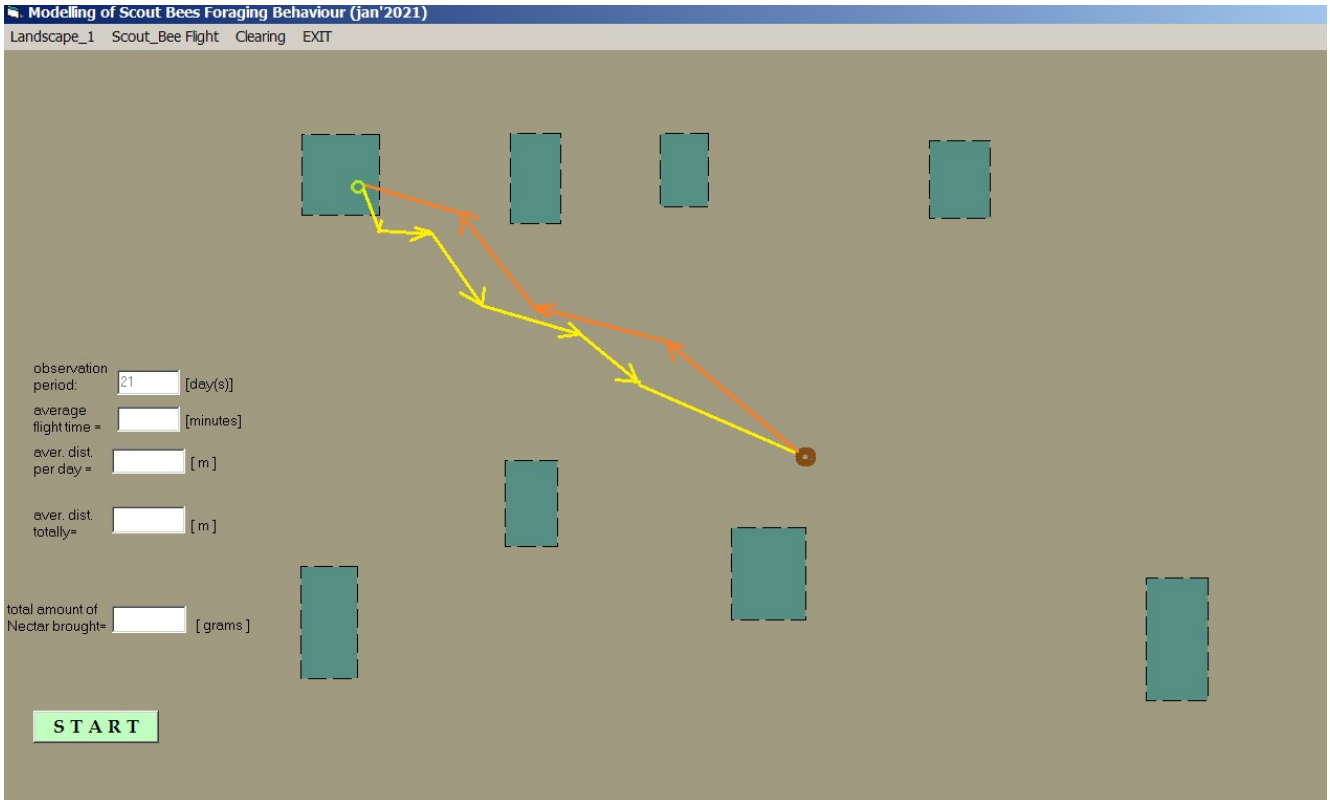 Modelling of Scout Bees Foraging Behaviour (jan'2021)
Landscape_1 Scout_Bee Flight Clearing EXIT
observation
period: 21 [day(s)]
average
flight time = [minutes]
aver. dist.
per day = [ m ]
aver. dist.
totally= [ m ]
total amount of
Nectar brought= [ grams ]
S T A R T